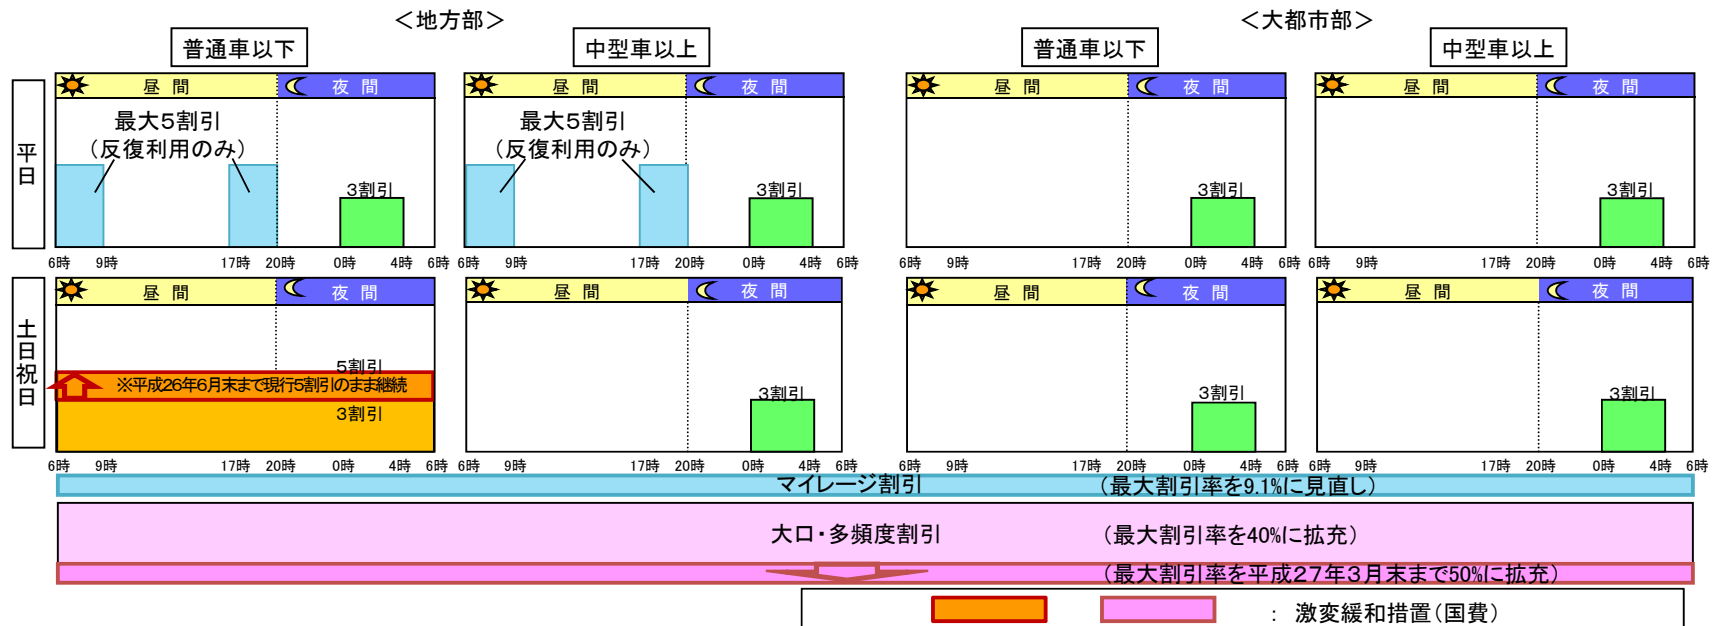 ＜地方部＞ ＜大都市部＞
普通車以下 中型車以上 普通車以下 中型車以上
平日
昼 間 夜 間 昼 間 夜 間 昼 間 夜 間 昼 間 夜 間
最大5割引 最大5割引
(反復利用のみ) (反復利用のみ)
3割引 3割引 3割引 3割引
6時 9時 17時 20時 0時 4時 6時 6時 9時 17時 20時 0時 4時 6時 6時 9時 17時 20時 0時 4時 6時 6時 9時 17時 20時 0時 4時 6時
土日祝日
昼 間 夜 間 昼 間 夜 間 昼 間 夜 間 昼 間 夜 間
5割引
※平成26年6月末まで現行5割引のまま継続
3割引 3割引 3割引 3割引
6時 9時 17時 20時 0時 4時 6時 6時 9時 17時 20時 0時 4時 6時 6時 9時 17時 20時 0時 4時 6時 6時 9時 17時 20時 0時 4時 6時
マイレージ割引 (最大割引率を9.1%に見直し)
大口・多頻度割引 (最大割引率を40%に拡充)
(最大割引率を平成27年3月末まで50%に拡充)
： 激変緩和措置(国費)